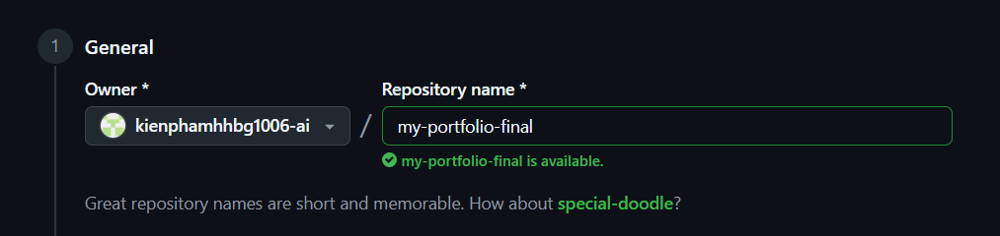 1 General
Owner * Repository name *
kienphamhhbg1006-ai / my-portfolio-final
my-portfolio-final is available.
Great repository names are short and memorable. How about special-doodle?